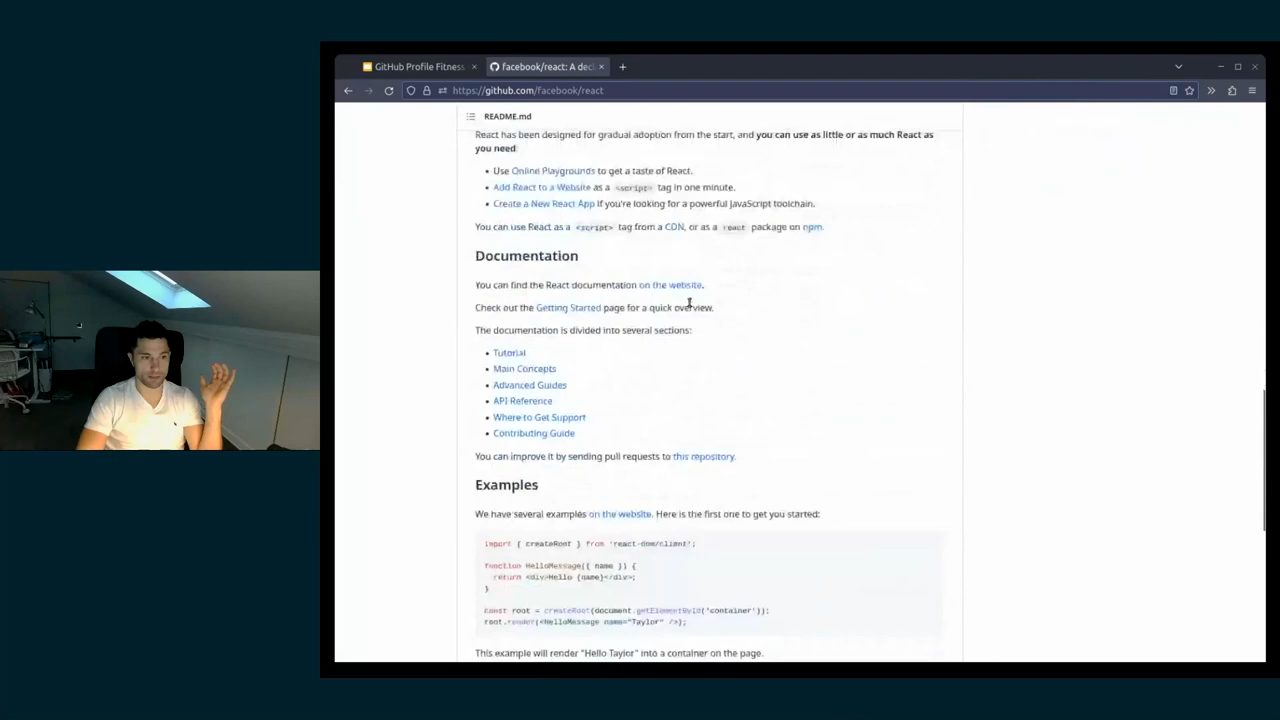 GitHub Profile Fitness
facebook/react: A decl
https://github.com/facebook/react
README.md
React has been designed for gradual adoption from the start, and you can use as little or as much React as
you need:
Use Online Playgrounds to get a taste of React.
Add React to a Website as a <script> tag in one minute.
Create a New React App if you're looking for a powerful JavaScript toolchain.
You can use React as a <script> tag from a CDN, or as a react package on npm.
Documentation
You can find the React documentation on the website.
Check out the Getting Started page for a quick overview.
The documentation is divided into several sections:
Tutorial
Main Concepts
Advanced Guides
API Reference
Where to Get Support
Contributing Guide
You can improve it by sending pull requests to this repository.
Examples
We have several examples on the website. Here is the first one to get you started:
import { createRoot } from 'react-dom/client';
function HelloMessage({ name }) {
return <div>Hello {name}</div>;
}
const root = createRoot(document.getElementById('container'));
root.render(<HelloMessage name="Taylor" />);
This example will render "Hello Taylor" into a container on the page.